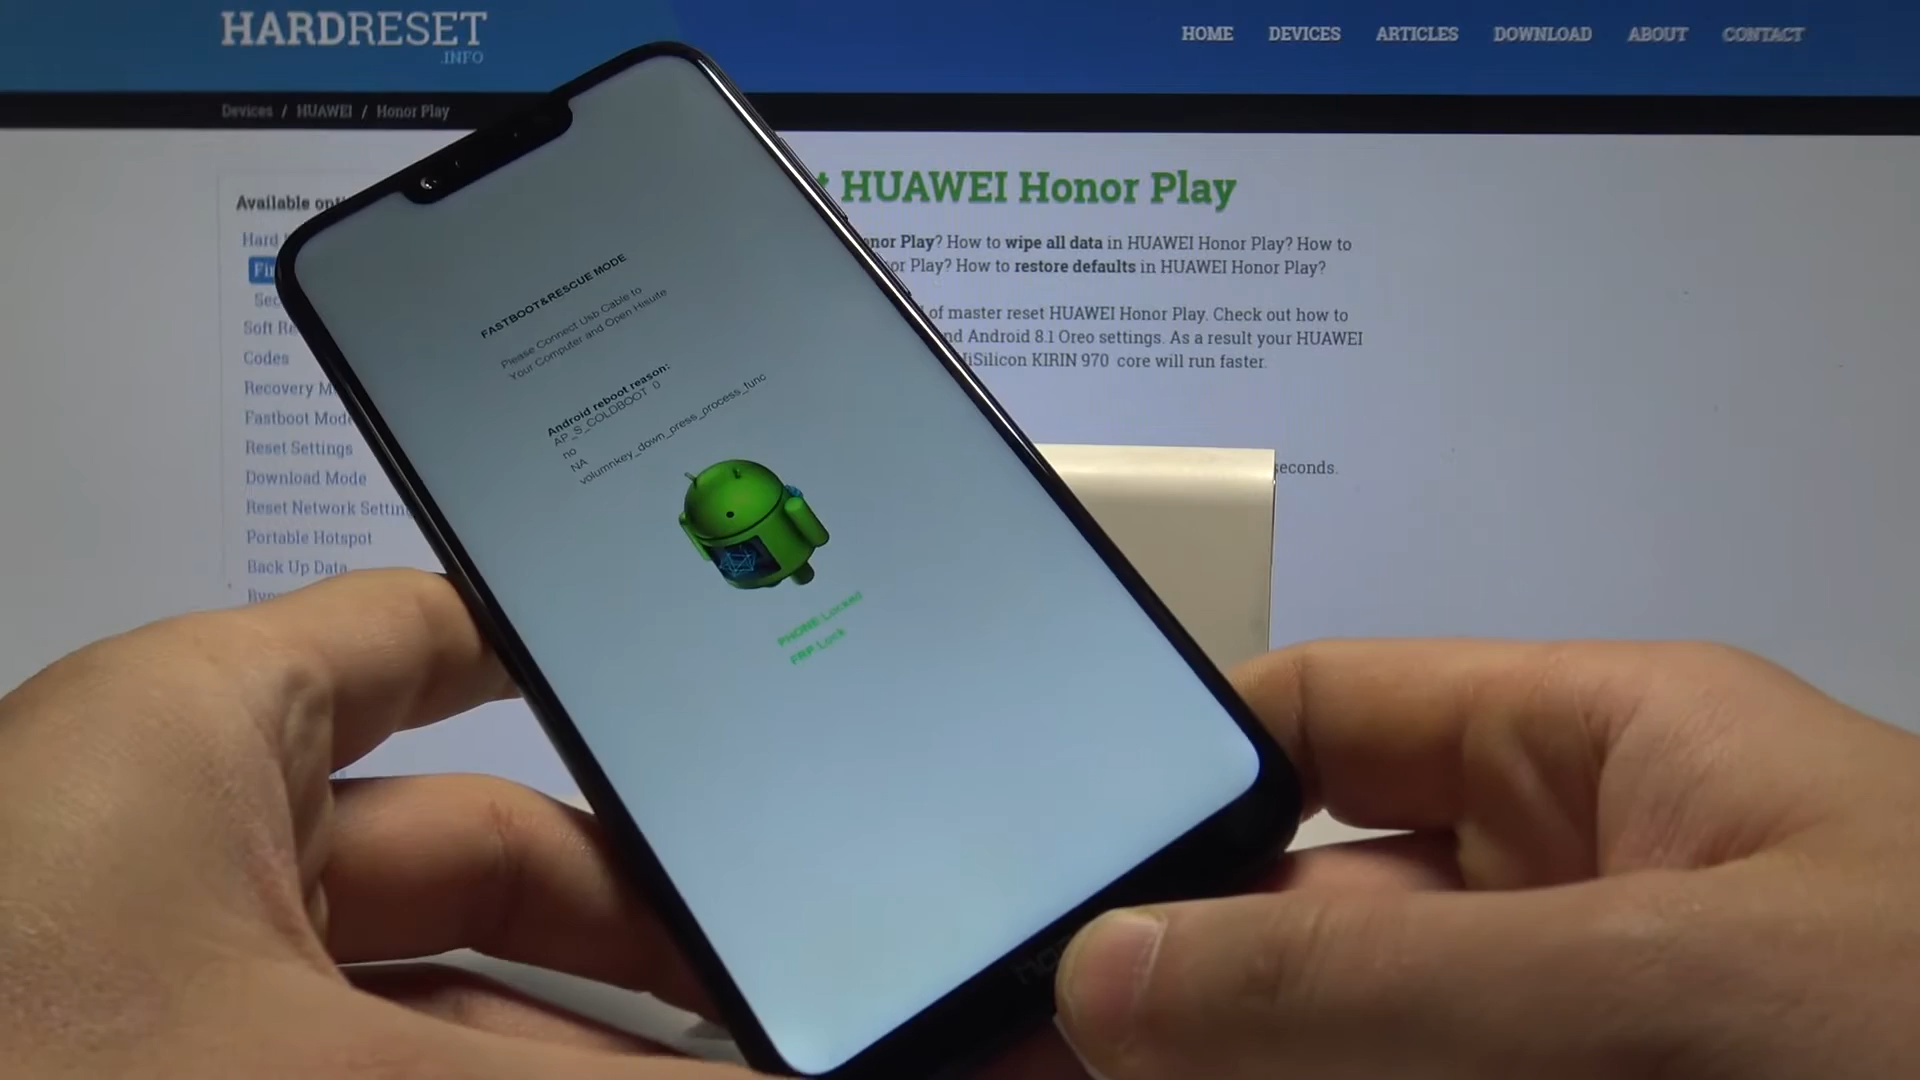 HARDRESET
.INFO
HOME DEVICES ARTICLES DOWNLOAD ABOUT CONTACT
Devices / HUAWEI / Honor Play
Available
Hard
Soft
Codes
Recovery
Fastboot Mode
Reset Settings
Download Mode
Reset Network
Portable Hotspot
Back Up Data
HUAWEI Honor Play
Play? How to wipe all data in HUAWEI Honor Play? How to
Play? How to restore defaults in HUAWEI Honor Play?
of master reset HUAWEI Honor Play. Check out how to
Android 8.1 Oreo settings. As a result your HUAWEI
KIRIN 970 core will run faster.
seconds.
FASTBOOT&RESCUE MODE
Please Connect Usb Cable to
Your Computer and Open Hisuite
Android reboot reason:
AP_S_COLDBOOT 0
no
NA
volumnkey_down_press_process_func
PHONE Locked
FRP Lock